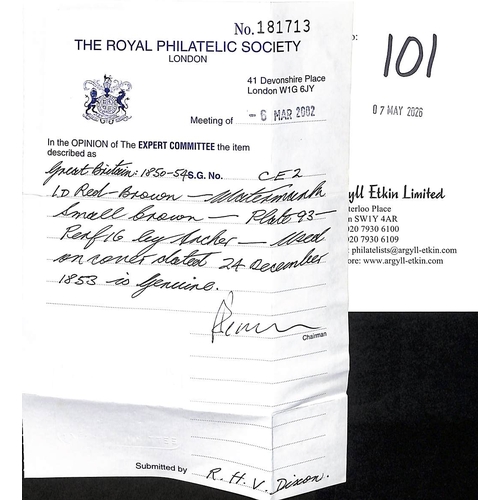 No. 181713
THE ROYAL PHILATELIC SOCIETY
LONDON
41 Devonshire Place
London W1G 6JY
Meeting of - 6 MAR 2002
In the OPINION of The EXPERT COMMITTEE the item
described as
Great Britain: 1850-54 S.G. No. CE2
1D Red-Brown - Watermark
Small Crown - Plate 93 -
Perf 16 by Archer - Used
on cover dated 24 December
1853 is Genuine.
Chairman
Submitted by R.H.V. Dixon.
101
07 MAY 2026
yll Etkin Limited
terloo Place
n SW1Y 4AR
020 7930 6100
020 7930 6109
philatelists@argyll-etkin.com
ore: www.argyll-etkin.com